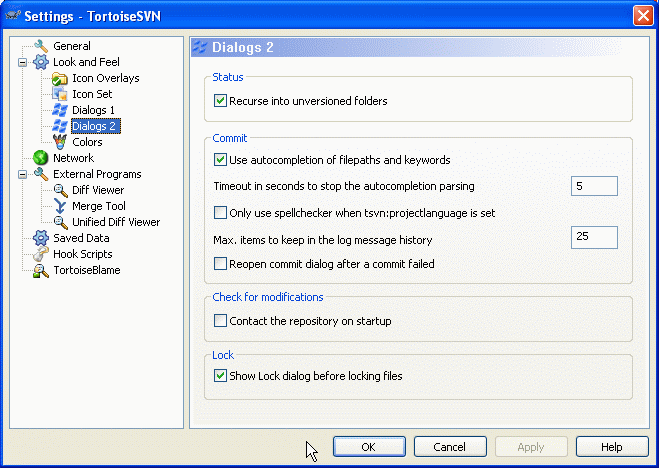 Settings - TortoiseSVN
General
Look and Feel
Icon Overlays
Icon Set
Dialogs 1
Dialogs 2
Colors
Network
External Programs
Diff Viewer
Merge Tool
Unified Diff Viewer
Saved Data
Hook Scripts
TortoiseBlame
Dialogs 2
Status
Recurse into unversioned folders
Commit
Use autocompletion of filepaths and keywords
Timeout in seconds to stop the autocompletion parsing 5
Only use spellchecker when tsvn:projectlanguage is set
Max. items to keep in the log message history 25
Reopen commit dialog after a commit failed
Check for modifications
Contact the repository on startup
Lock
Show Lock dialog before locking files
OK Cancel Apply Help